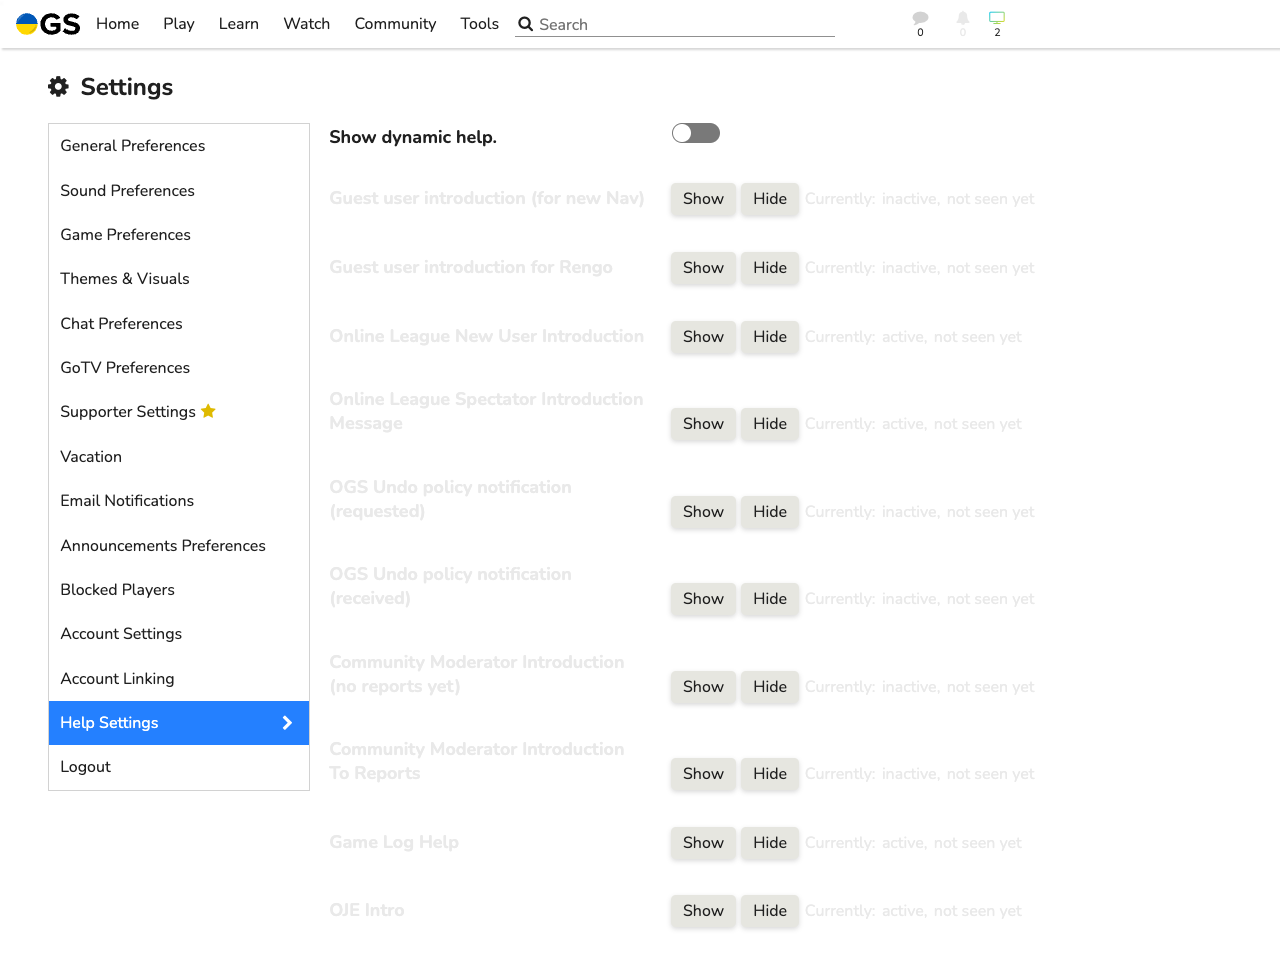 GS Home Play Learn Watch Community Tools Search 0 0 2
Settings
General Preferences
Sound Preferences
Game Preferences
Themes & Visuals
Chat Preferences
GoTV Preferences
Supporter Settings
Vacation
Email Notifications
Announcements Preferences
Blocked Players
Account Settings
Account Linking
Help Settings
Logout
Show dynamic help.
Guest user introduction (for new Nav) Show Hide Currently: inactive, not seen yet
Guest user introduction for Rengo Show Hide Currently: inactive, not seen yet
Online League New User Introduction Show Hide Currently: active, not seen yet
Online League Spectator Introduction
Message Show Hide Currently: active, not seen yet
OGS Undo policy notification
(requested) Show Hide Currently: inactive, not seen yet
OGS Undo policy notification
(received) Show Hide Currently: inactive, not seen yet
Community Moderator Introduction
(no reports yet) Show Hide Currently: inactive, not seen yet
Community Moderator Introduction
To Reports Show Hide Currently: inactive, not seen yet
Game Log Help Show Hide Currently: active, not seen yet
OJE Intro Show Hide Currently: active, not seen yet